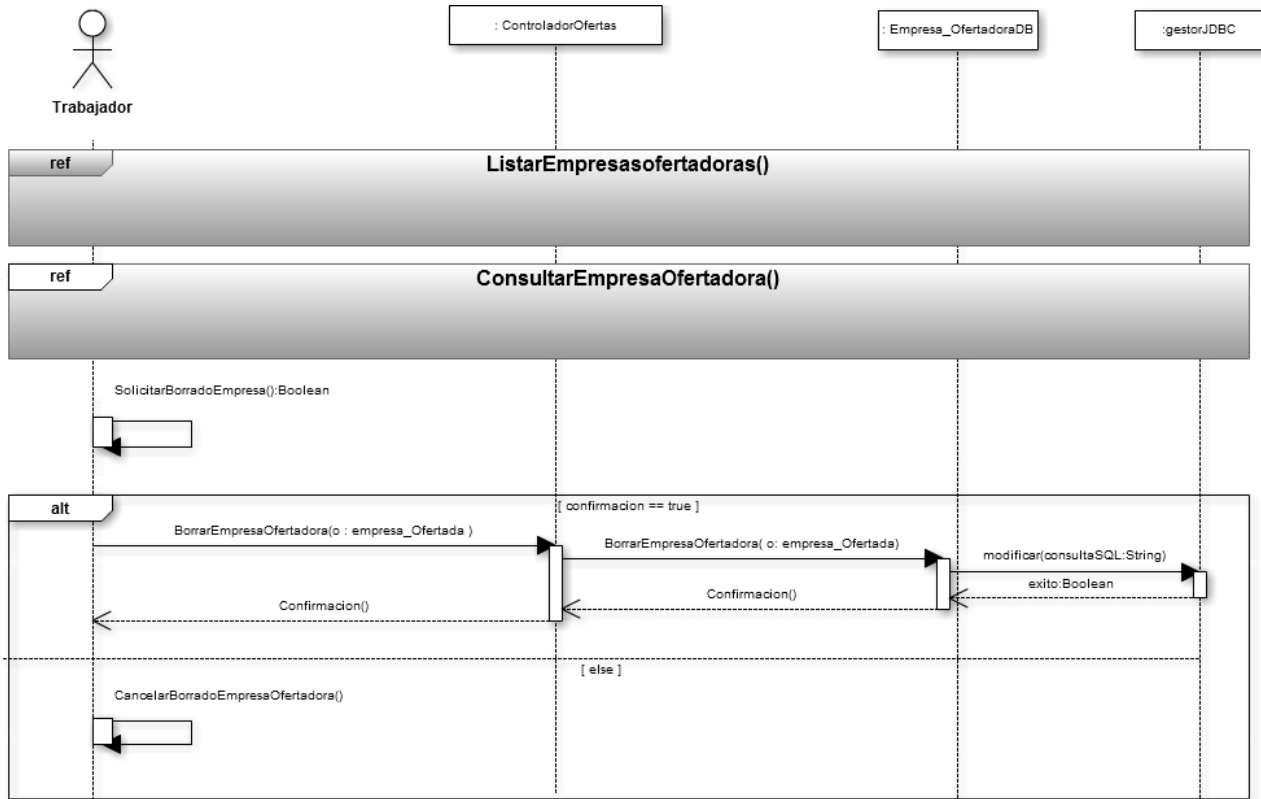 : ControladorOfertas
: Empresa_OfertadoraDB
:gestorJDBC
Trabajador
ref
ListarEmpresasofertadoras()
ref
ConsultarEmpresaOfertadora()
SolicitarBorradoEmpresa():Boolean
alt
[ confirmacion == true ]
BorrarEmpresaOfertadora(o : empresa_Ofertada )
BorrarEmpresaOfertadora( o: empresa_Ofertada)
modificar(consultaSQL:String)
exito:Boolean
Confirmacion()
Confirmacion()
[ else ]
CancelarBorradoEmpresaOfertadora()